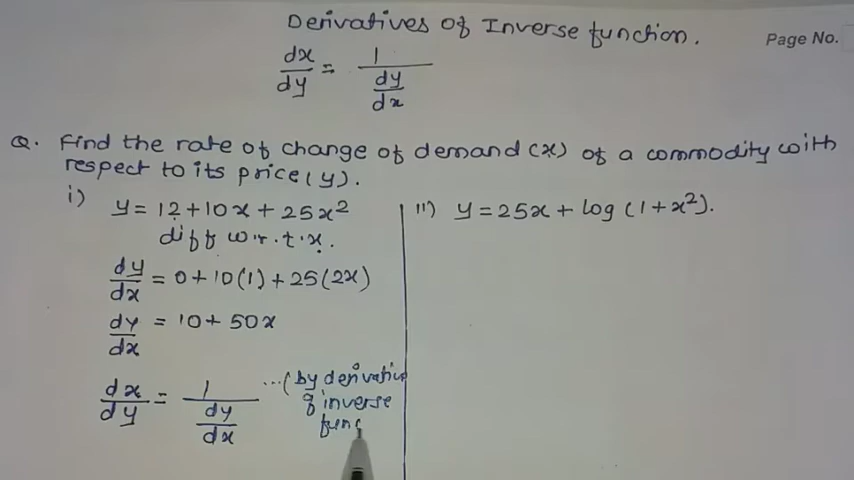 Derivatives of Inverse function.
Page No.
dx/dy = 1/(dy/dx)
Q. Find the rate of change of demand (x) of a commodity with
respect to its price (y).
i) y = 12 + 10x + 25x²
diff w.r.t.x.
dy/dx = 0 + 10(1) + 25(2x)
dy/dx = 10 + 50x
dx/dy = 1/(dy/dx) ...(by derivative
of inverse
func
ii) y = 25x + log (1+x²).